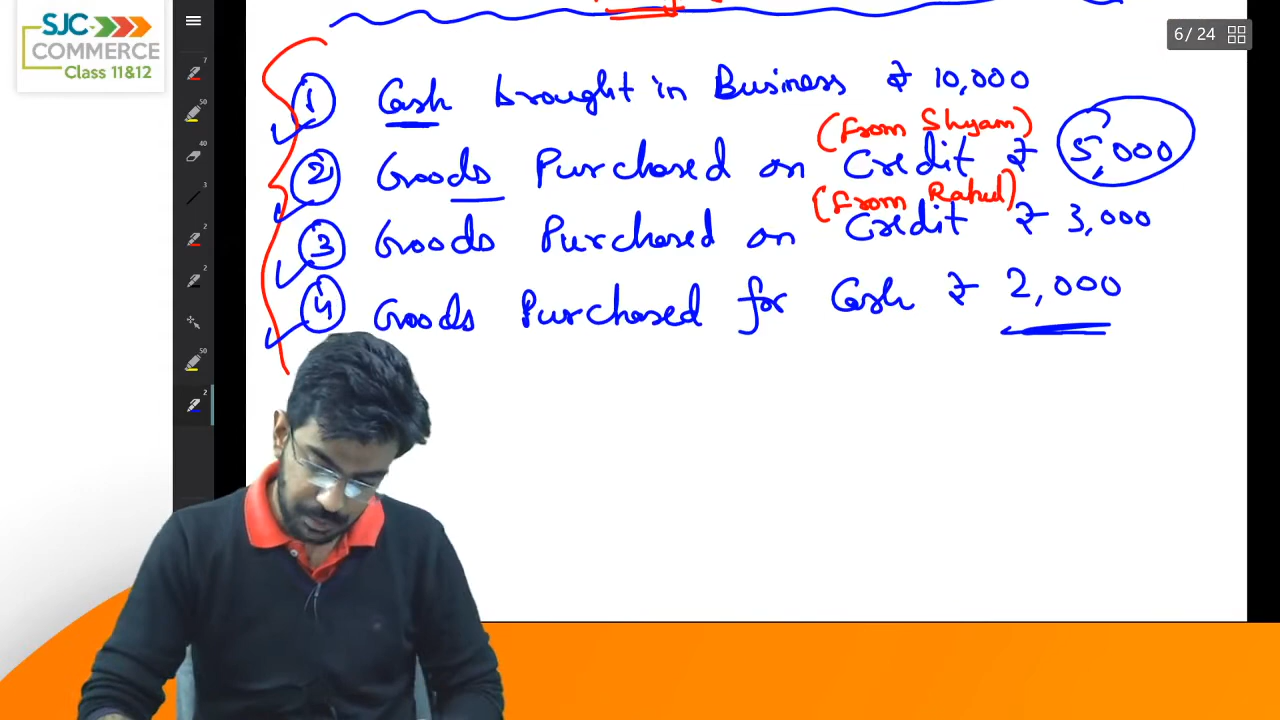 SJC
COMMERCE
Class 11&12
6 / 24
① Cash brought in Business ₹ 10,000
(from Shyam)
② Goods Purchased on Credit ₹ 5,000
(from Rahul)
③ Goods Purchased on Credit ₹ 3,000
④ Goods Purchased for Cash ₹ 2,000